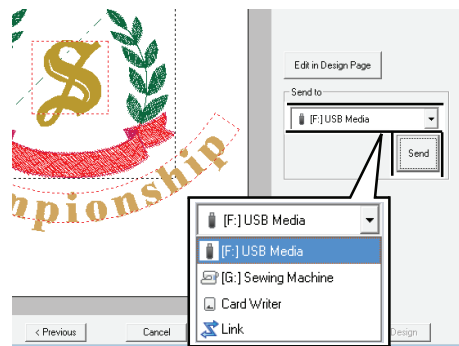 Edit in Design Page
Send to
[F:] USB Media
Send
S
mpionship
[F:] USB Media
[F:] USB Media
[G:] Sewing Machine
Card Writer
Link
< Previous
Cancel
Design